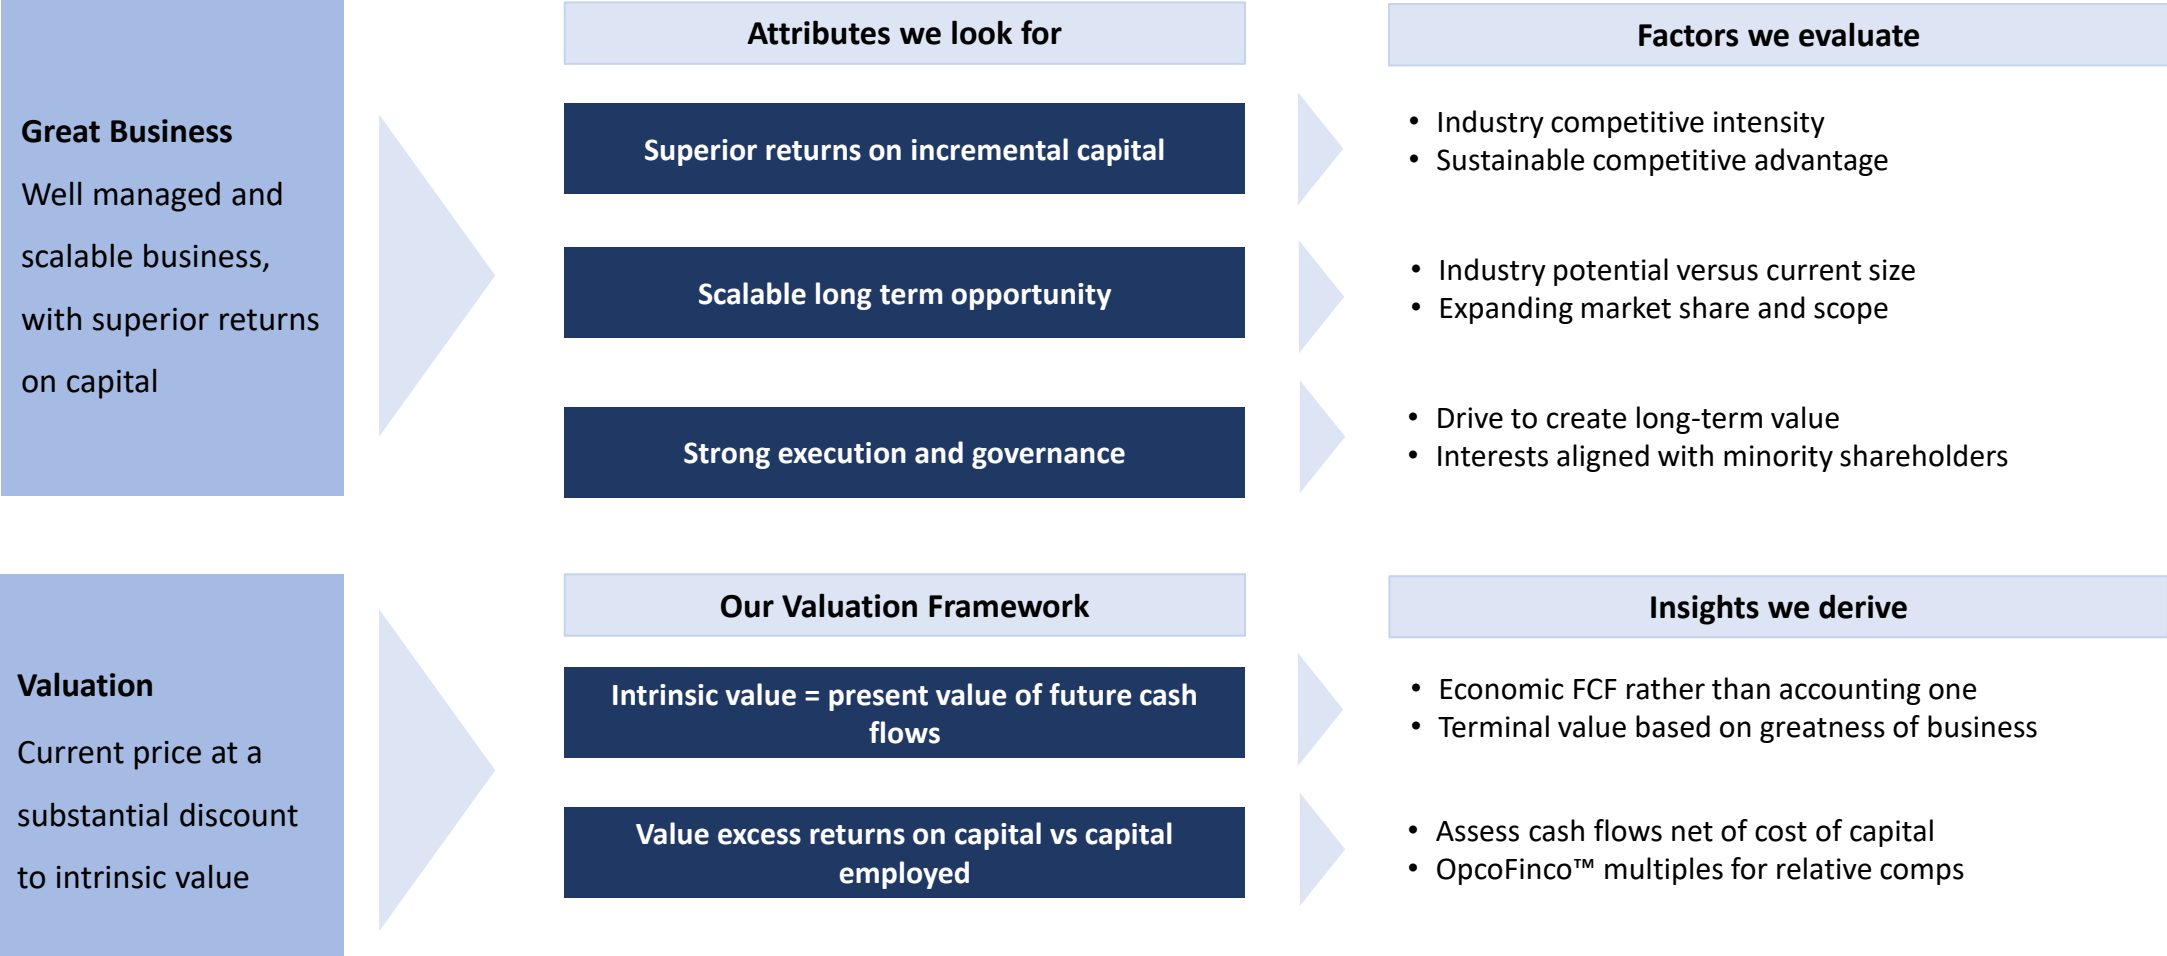 Great Business
Well managed and
scalable business,
with superior returns
on capital
Attributes we look for
Superior returns on incremental capital
Scalable long term opportunity
Strong execution and governance
Factors we evaluate
• Industry competitive intensity
• Sustainable competitive advantage
• Industry potential versus current size
• Expanding market share and scope
• Drive to create long-term value
• Interests aligned with minority shareholders
Valuation
Current price at a
substantial discount
to intrinsic value
Our Valuation Framework
Intrinsic value = present value of future cash
flows
Value excess returns on capital vs capital
employed
Insights we derive
• Economic FCF rather than accounting one
• Terminal value based on greatness of business
• Assess cash flows net of cost of capital
• OpcoFinco™ multiples for relative comps